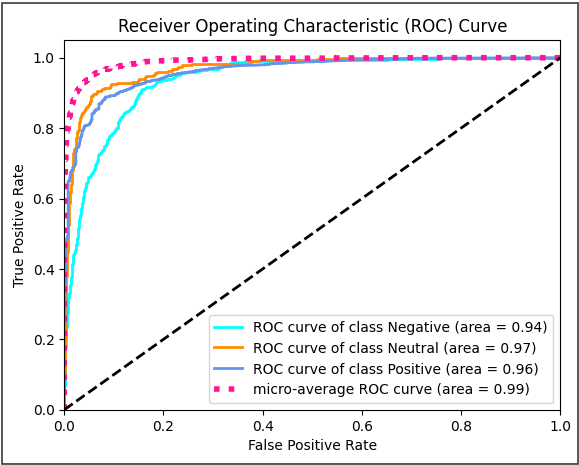 Receiver Operating Characteristic (ROC) Curve
1.0
0.8
0.6
0.4
0.2
0.0
True Positive Rate
ROC curve of class Negative (area = 0.94)
ROC curve of class Neutral (area = 0.97)
ROC curve of class Positive (area = 0.96)
micro-average ROC curve (area = 0.99)
0.0 0.2 0.4 0.6 0.8 1.0
False Positive Rate